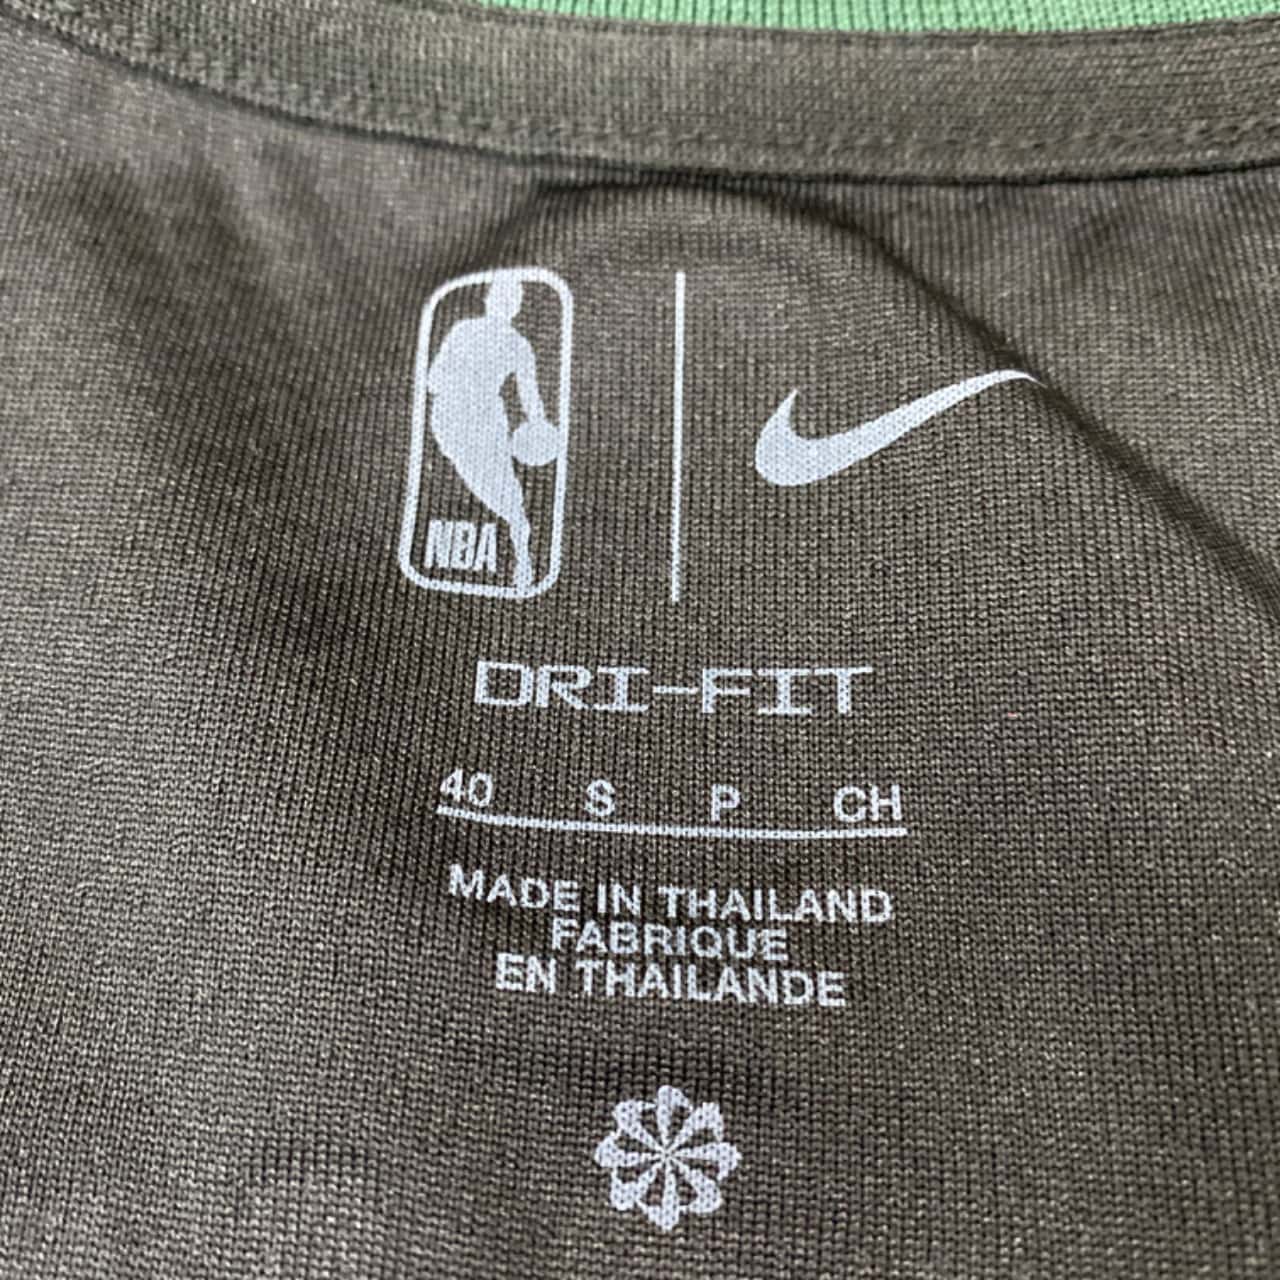 NBA
DRI-FIT
40 S P CH
MADE IN THAILAND
FABRIQUE
EN THAILANDE